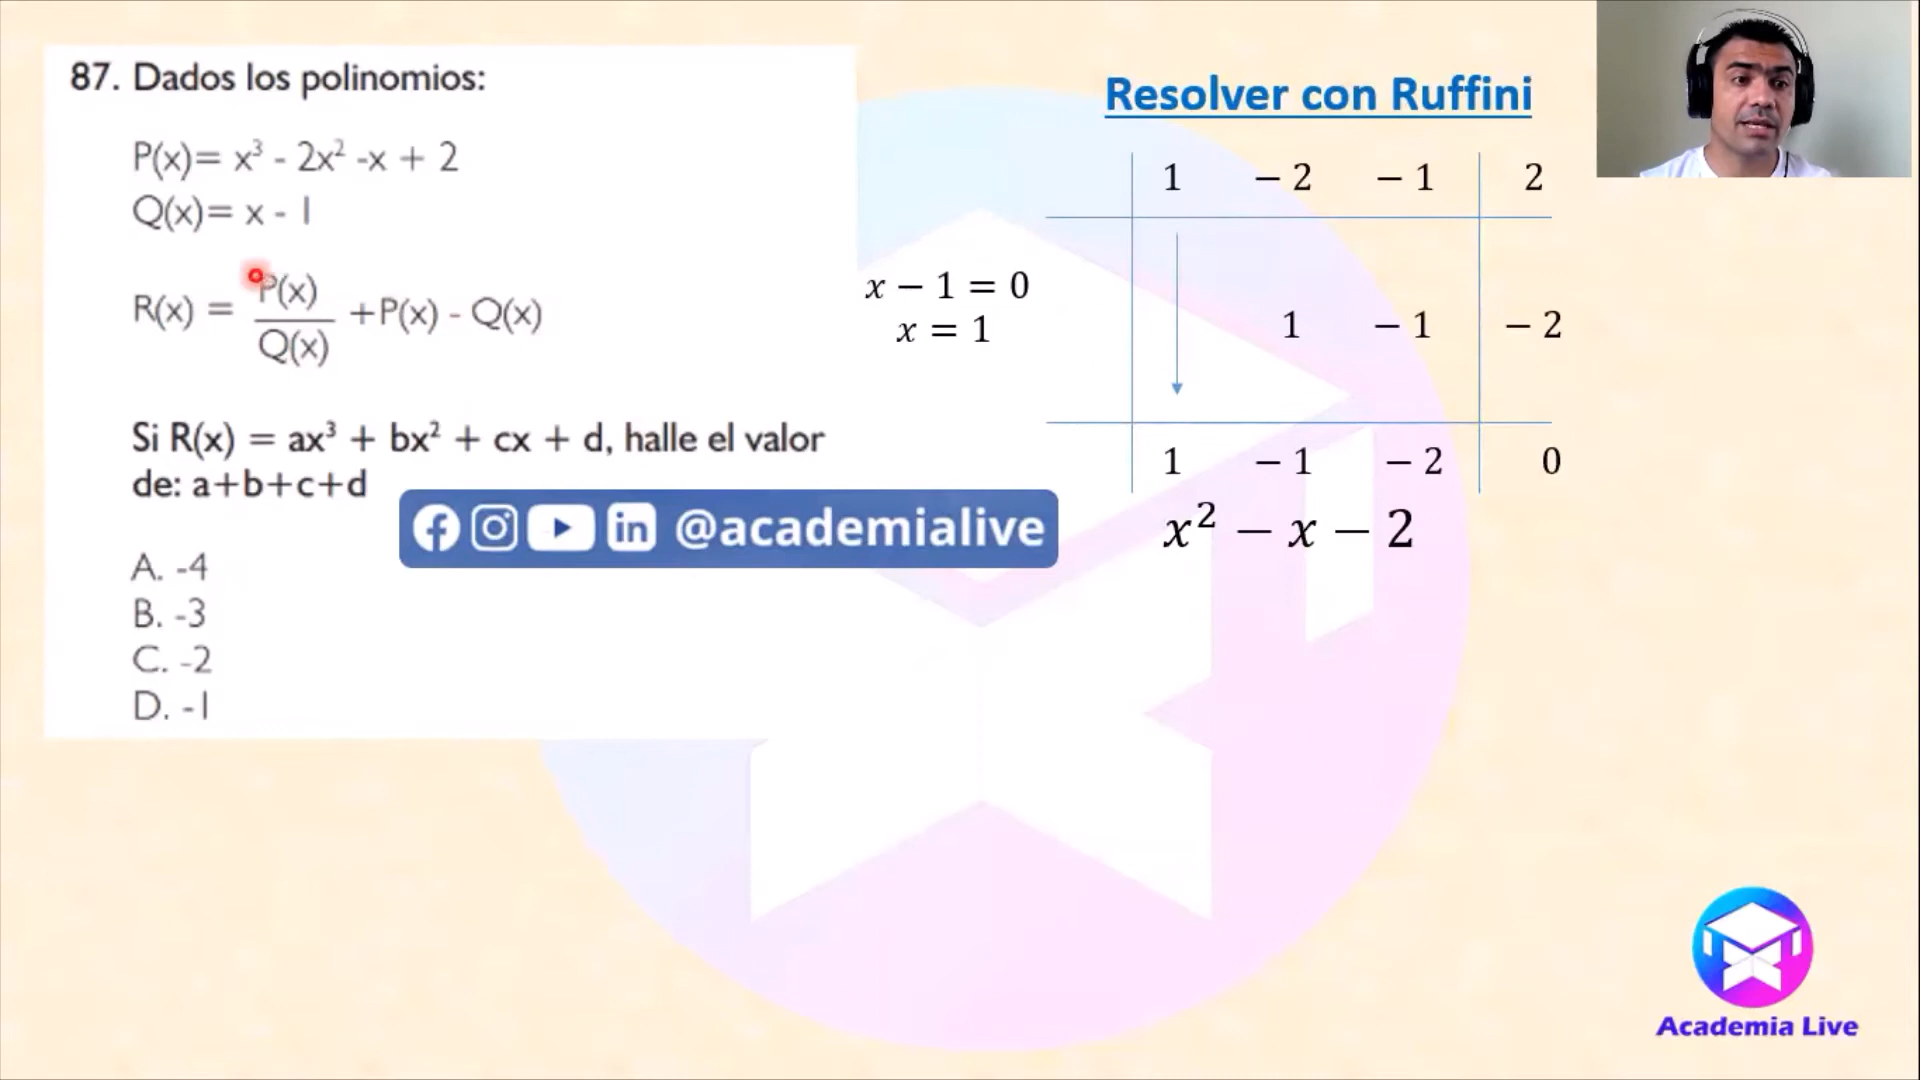 87. Dados los polinomios:
P(x)= x³ - 2x² -x + 2
Q(x)= x - 1
R(x) = P(x)/Q(x) +P(x) - Q(x)
Si R(x) = ax³ + bx² + cx + d, halle el valor
de: a+b+c+d
A. -4
B. -3
C. -2
D. -1
@academialive
Resolver con Ruffini
1 − 2 − 1 2
x − 1 = 0
x = 1
1 − 1 − 2
1 − 1 − 2 0
x² − x − 2
Academia Live